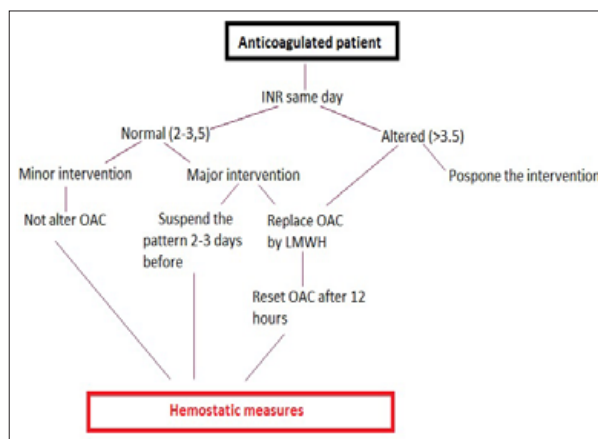 Anticoagulated patient
INR same day
Normal (2-3,5)
Altered (>3.5)
Minor intervention
Major intervention
Pospone the intervention
Not alter OAC
Suspend the
pattern 2-3 days
before
Replace OAC
by LMWH
Reset OAC after 12
hours
Hemostatic measures